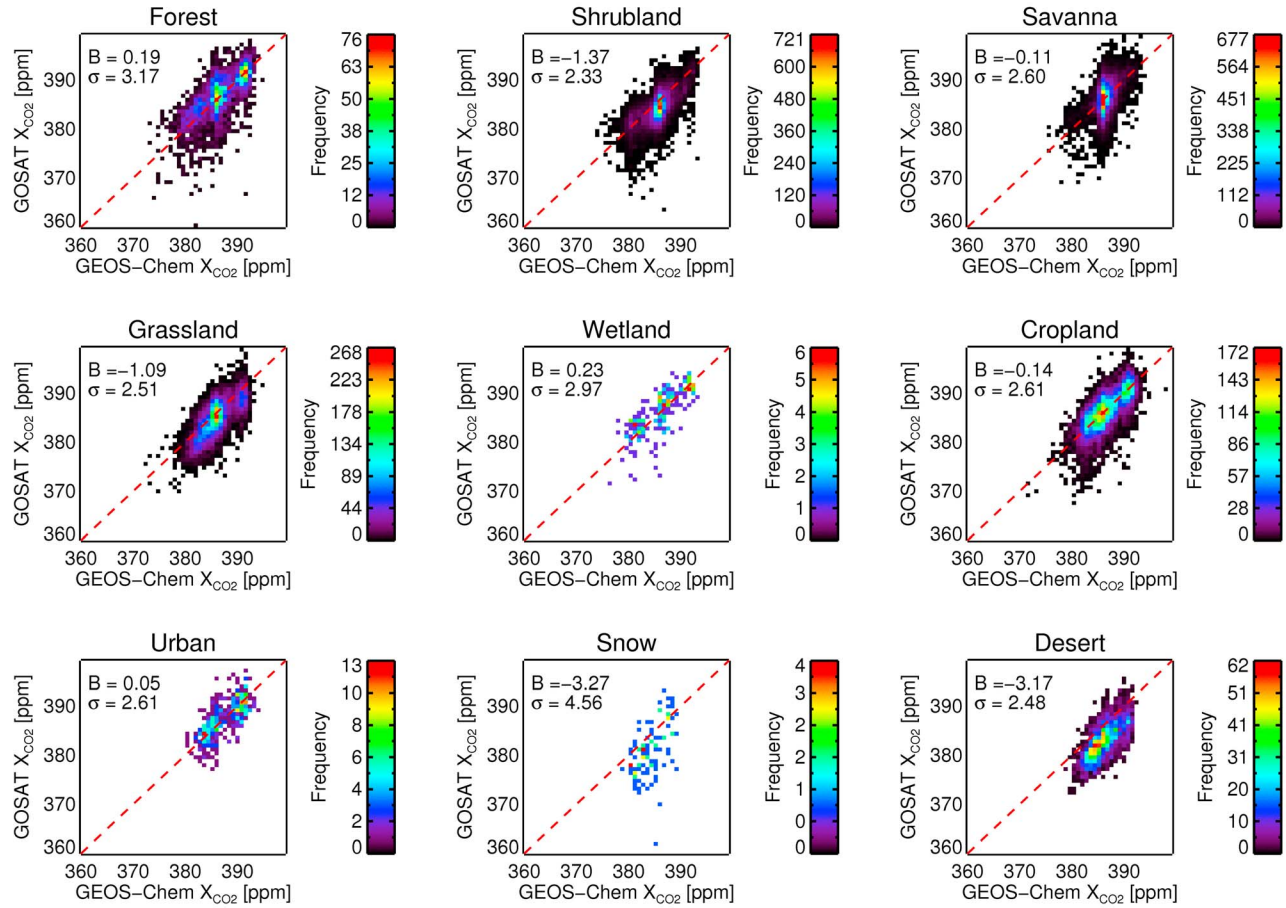 Forest
B = 0.19
σ = 3.17
GOSAT X_CO2 [ppm]
390
380
370
360
360 370 380 390
GEOS−Chem X_CO2 [ppm]
Frequency
76
63
50
38
25
12
0
Shrubland
B =−1.37
σ = 2.33
GOSAT X_CO2 [ppm]
390
380
370
360
360 370 380 390
GEOS−Chem X_CO2 [ppm]
Frequency
721
600
480
360
240
120
0
Savanna
B =−0.11
σ = 2.60
GOSAT X_CO2 [ppm]
390
380
370
360
360 370 380 390
GEOS−Chem X_CO2 [ppm]
Frequency
677
564
451
338
225
112
0
Grassland
B =−1.09
σ = 2.51
GOSAT X_CO2 [ppm]
390
380
370
360
360 370 380 390
GEOS−Chem X_CO2 [ppm]
Frequency
268
223
178
134
89
44
0
Wetland
B = 0.23
σ = 2.97
GOSAT X_CO2 [ppm]
390
380
370
360
360 370 380 390
GEOS−Chem X_CO2 [ppm]
Frequency
6
5
4
3
2
1
0
Cropland
B =−0.14
σ = 2.61
GOSAT X_CO2 [ppm]
390
380
370
360
360 370 380 390
GEOS−Chem X_CO2 [ppm]
Frequency
172
143
114
86
57
28
0
Urban
B = 0.05
σ = 2.61
GOSAT X_CO2 [ppm]
390
380
370
360
360 370 380 390
GEOS−Chem X_CO2 [ppm]
Frequency
13
10
8
6
4
2
0
Snow
B =−3.27
σ = 4.56
GOSAT X_CO2 [ppm]
390
380
370
360
360 370 380 390
GEOS−Chem X_CO2 [ppm]
Frequency
4
3
2
2
1
0
0
Desert
B =−3.17
σ = 2.48
GOSAT X_CO2 [ppm]
390
380
370
360
360 370 380 390
GEOS−Chem X_CO2 [ppm]
Frequency
62
51
41
31
20
10
0